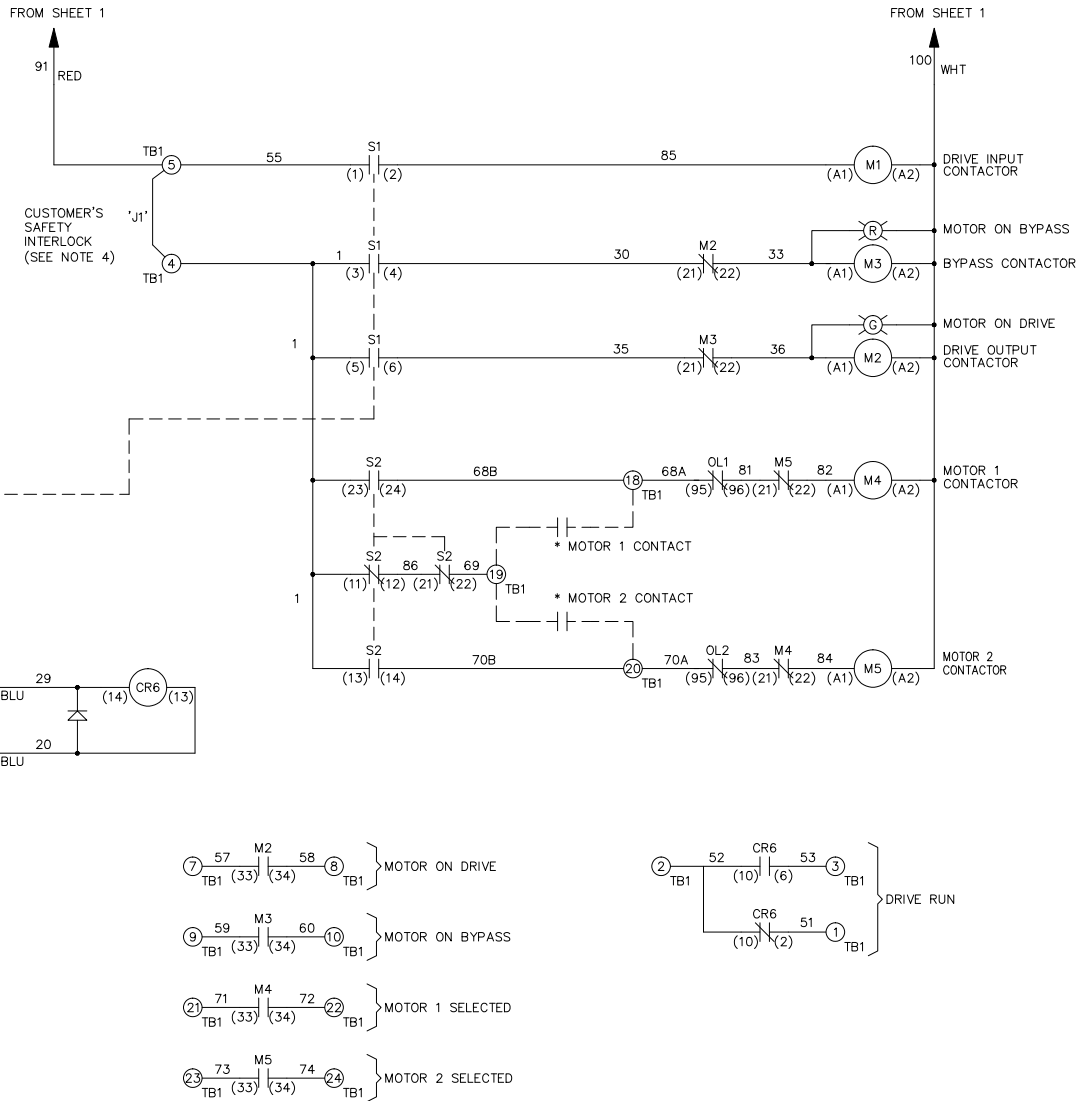 FROM SHEET 1
FROM SHEET 1
91
RED
100
WHT
TB1
5
55
S1
(1) (2)
85
M1
(A1) (A2)
DRIVE INPUT
CONTACTOR
CUSTOMER'S
SAFETY
INTERLOCK
(SEE NOTE 4)
'J1'
R
MOTOR ON BYPASS
4
TB1
1
S1
(3) (4)
30
M2
(21) (22)
33
M3
(A1) (A2)
BYPASS CONTACTOR
G
MOTOR ON DRIVE
1
S1
(5) (6)
35
M3
(21) (22)
36
M2
(A1) (A2)
DRIVE OUTPUT
CONTACTOR
S2
(23) (24)
68B
18
TB1
68A
OL1
(95) (96)
81
M5
(21) (22)
82
M4
(A1) (A2)
MOTOR 1
CONTACTOR
* MOTOR 1 CONTACT
S2
(11) (12)
86
S2
(21) (22)
69
19
TB1
1
* MOTOR 2 CONTACT
S2
(13) (14)
70B
20
TB1
70A
OL2
(95) (96)
83
M4
(21) (22)
84
M5
(A1) (A2)
MOTOR 2
CONTACTOR
29
BLU
(14) CR6 (13)
20
BLU
7
TB1
57
M2
(33) (34)
58
8
TB1
MOTOR ON DRIVE
9
TB1
59
M3
(33) (34)
60
10
TB1
MOTOR ON BYPASS
21
TB1
71
M4
(33) (34)
72
22
TB1
MOTOR 1 SELECTED
23
TB1
73
M5
(33) (34)
74
24
TB1
MOTOR 2 SELECTED
2
TB1
52
CR6
(10) (6)
53
3
TB1
CR6
(10) (2)
51
1
TB1
DRIVE RUN